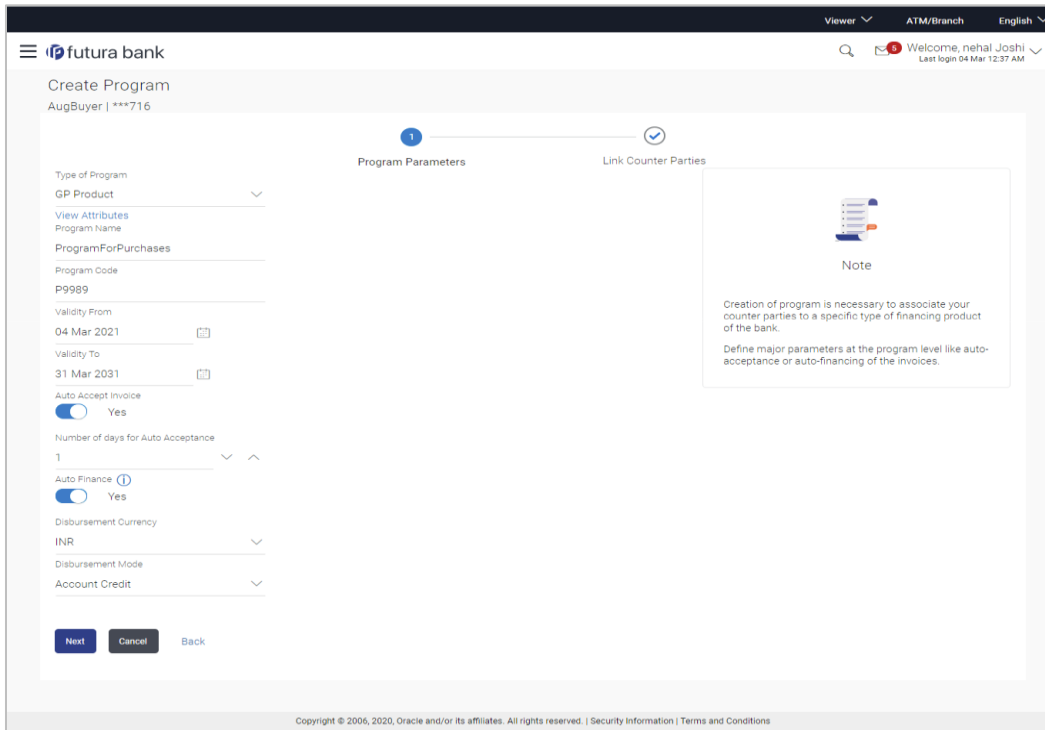 Viewer ATM/Branch English
futura bank
5 Welcome, nehal Joshi
Last login 04 Mar 12:37 AM
Create Program
AugBuyer | ***716
1
Program Parameters
Link Counter Parties
Type of Program
GP Product
View Attributes
Program Name
ProgramForPurchases
Program Code
P9989
Validity From
04 Mar 2021
Validity To
31 Mar 2031
Auto Accept Invoice
Yes
Number of days for Auto Acceptance
1
Auto Finance
Yes
Disbursement Currency
INR
Disbursement Mode
Account Credit
Next Cancel Back
Note
Creation of program is necessary to associate your
counter parties to a specific type of financing product
of the bank.
Define major parameters at the program level like auto-
acceptance or auto-financing of the invoices.
Copyright © 2006, 2020, Oracle and/or its affiliates. All rights reserved. | Security Information | Terms and Conditions